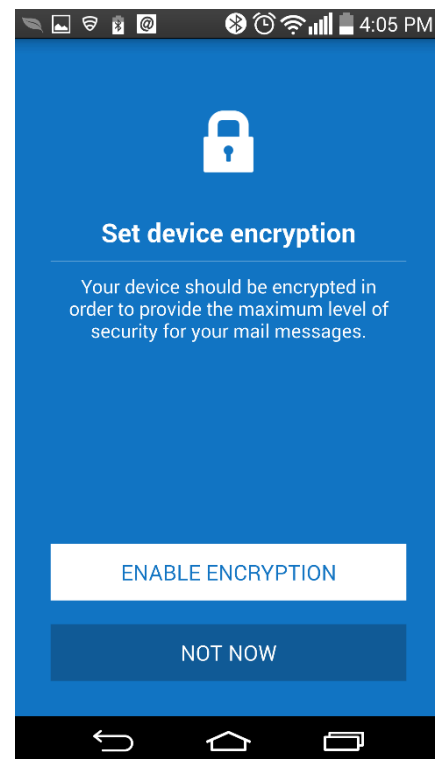 4:05 PM
Set device encryption
Your device should be encrypted in
order to provide the maximum level of
security for your mail messages.
ENABLE ENCRYPTION
NOT NOW